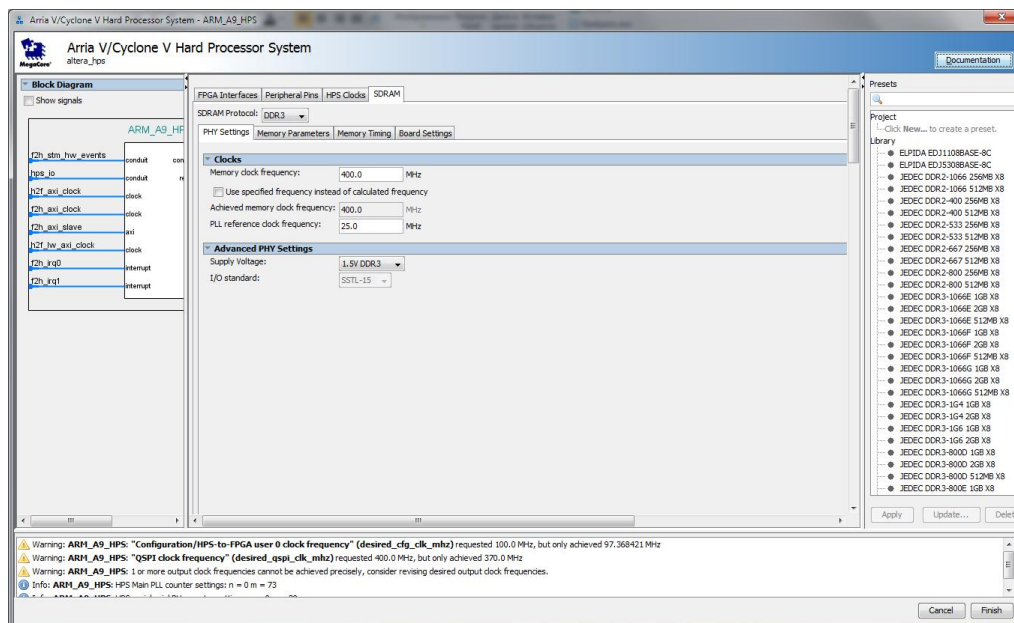 Arria V/Cyclone V Hard Processor System - ARM_A9_HPS
Arria V/Cyclone V Hard Processor System
altera_hps
MegaCore'
Documentation
Block Diagram
Show signals
ARM_A9_HP
f2h_stm_hw_events
conduit
con
hps_io
conduit
h2f_axi_clock
clock
f2h_axi_clock
clock
f2h_axi_slave
axi
h2f_lw_axi_clock
clock
f2h_irq0
interrupt
f2h_irq1
interrupt
FPGA Interfaces
Peripheral Pins
HPS Clocks
SDRAM
SDRAM Protocol:
DDR3
PHY Settings
Memory Parameters
Memory Timing
Board Settings
Clocks
Memory clock frequency:
400.0
MHz
Use specified frequency instead of calculated frequency
Achieved memory clock frequency:
400.0
MHz
PLL reference clock frequency:
25.0
MHz
Advanced PHY Settings
Supply Voltage:
1.5V DDR3
I/O standard:
SSTL-15
Presets
Project
Click New... to create a preset.
Library
ELPIDA EDJ1108BASE-8C
ELPIDA EDJ5308BASE-8C
JEDEC DDR2-1066 256MB X8
JEDEC DDR2-1066 512MB X8
JEDEC DDR2-400 256MB X8
JEDEC DDR2-400 512MB X8
JEDEC DDR2-533 256MB X8
JEDEC DDR2-533 512MB X8
JEDEC DDR2-667 256MB X8
JEDEC DDR2-667 512MB X8
JEDEC DDR2-800 256MB X8
JEDEC DDR2-800 512MB X8
JEDEC DDR3-1066E 1GB X8
JEDEC DDR3-1066E 2GB X8
JEDEC DDR3-1066E 512MB X8
JEDEC DDR3-1066F 1GB X8
JEDEC DDR3-1066F 2GB X8
JEDEC DDR3-1066F 512MB X8
JEDEC DDR3-1066G 1GB X8
JEDEC DDR3-1066G 2GB X8
JEDEC DDR3-1066G 512MB X8
JEDEC DDR3-1G4 1GB X8
JEDEC DDR3-1G4 2GB X8
JEDEC DDR3-1G6 1GB X8
JEDEC DDR3-1G6 2GB X8
JEDEC DDR3-800D 1GB X8
JEDEC DDR3-800D 2GB X8
JEDEC DDR3-800D 512MB X8
JEDEC DDR3-800E 1GB X8
Apply
Update...
Delet
Warning: ARM_A9_HPS: "Configuration/HPS-to-FPGA user 0 clock frequency" (desired_cfg_clk_mhz) requested 100.0 MHz, but only achieved 97.368421 MHz
Warning: ARM_A9_HPS: "QSPI clock frequency" (desired_qspi_clk_mhz) requested 400.0 MHz, but only achieved 370.0 MHz
Warning: ARM_A9_HPS: 1 or more output clock frequencies cannot be achieved precisely, consider revising desired output clock frequencies.
Info: ARM_A9_HPS: HPS Main PLL counter settings: n = 0 m = 73
Cancel
Finish